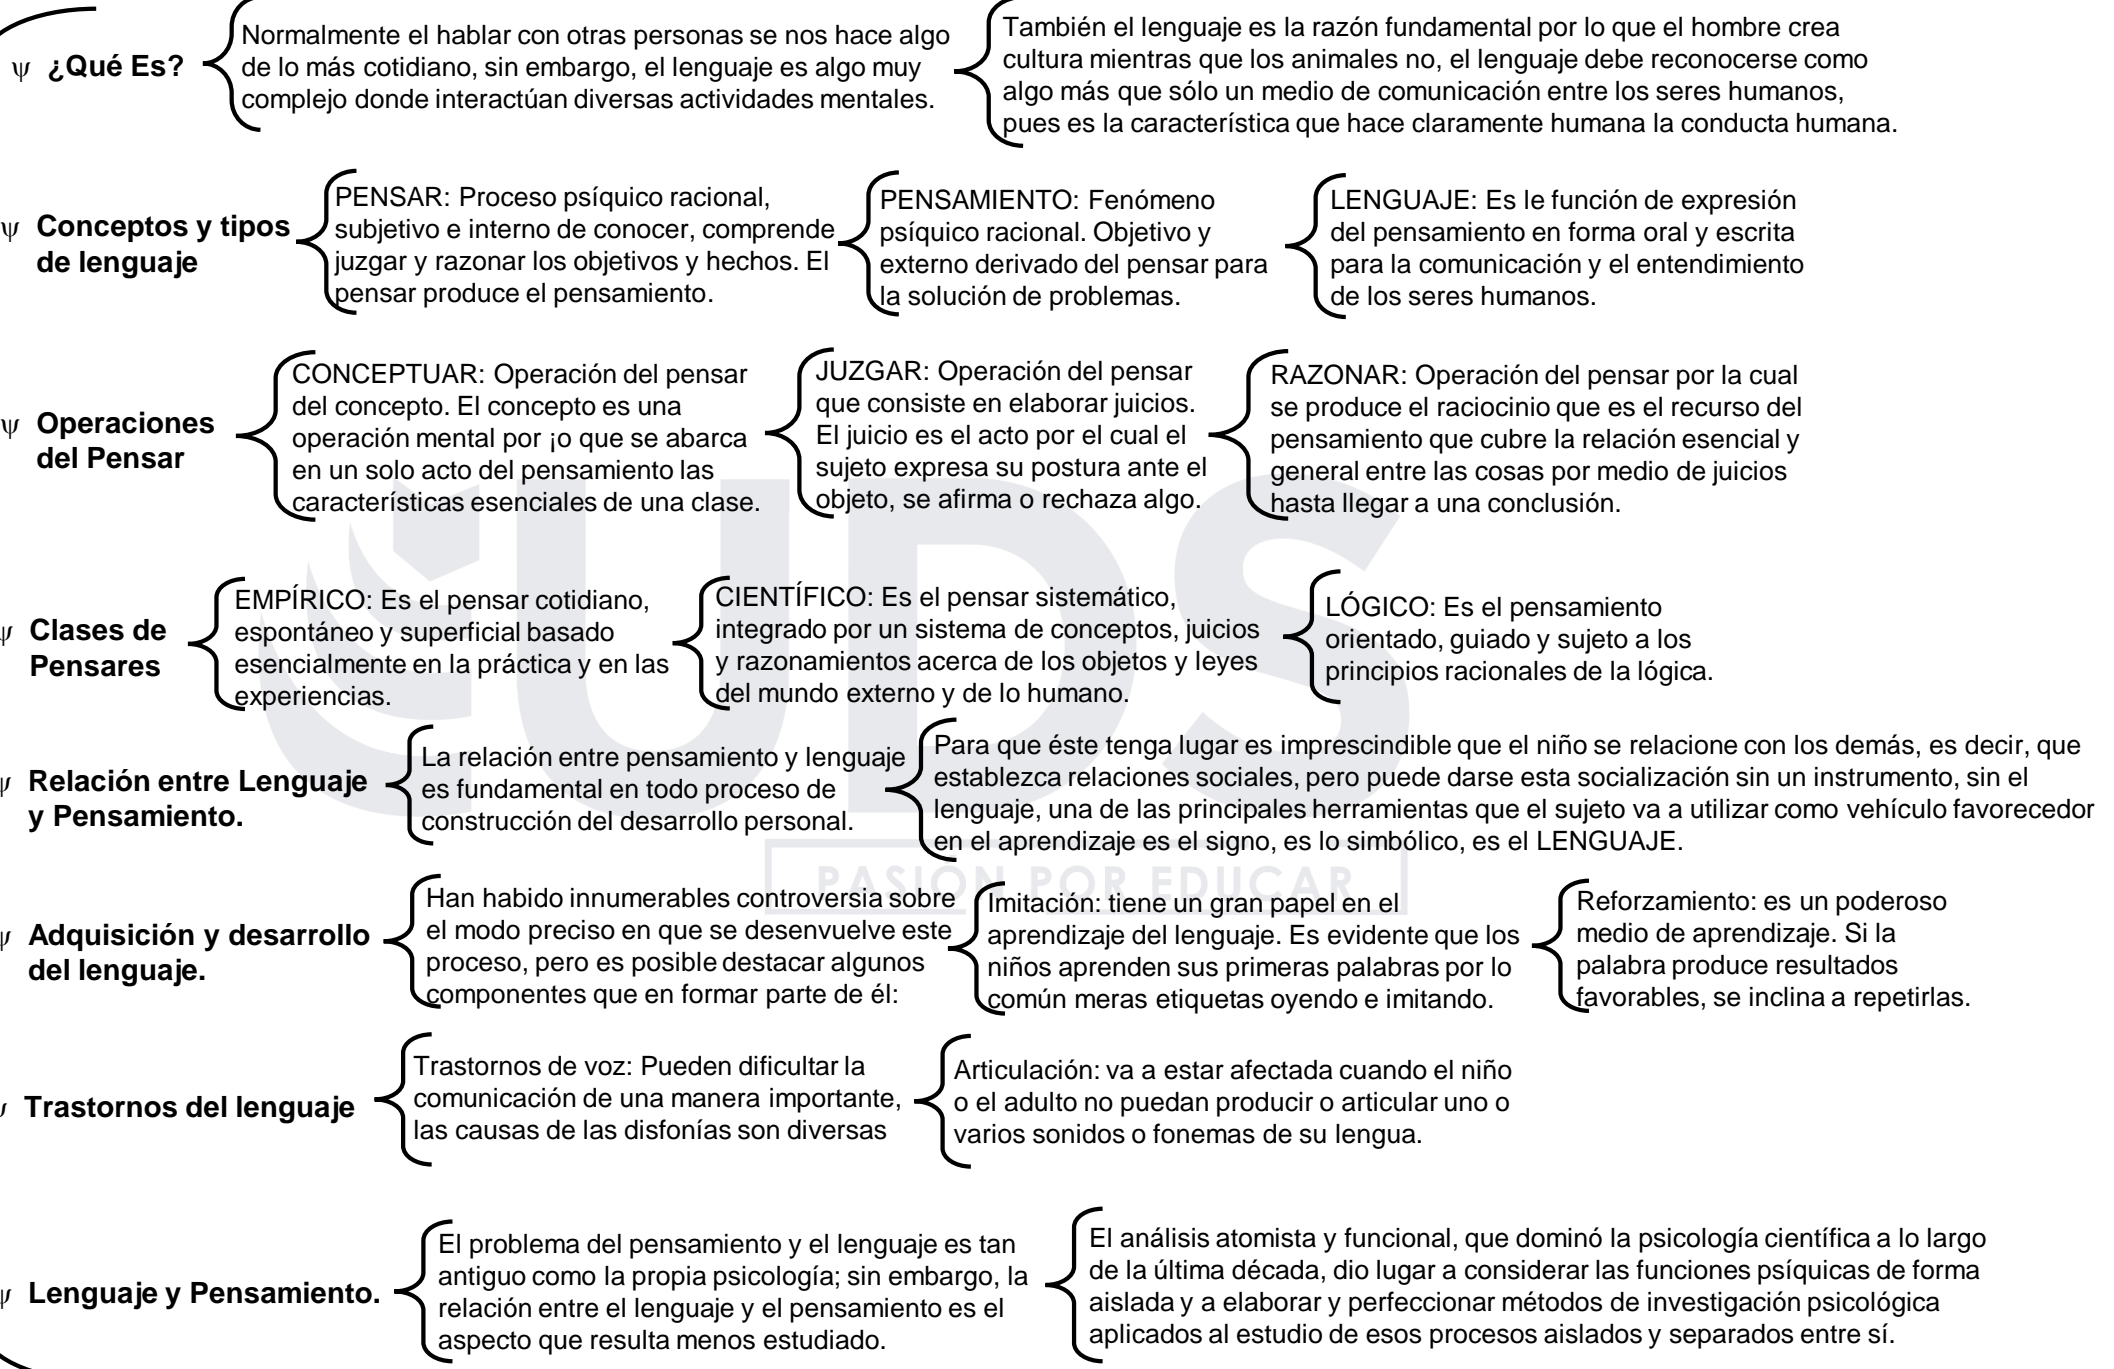 ψ ¿Qué Es?
Normalmente el hablar con otras personas se nos hace algo
de lo más cotidiano, sin embargo, el lenguaje es algo muy
complejo donde interactúan diversas actividades mentales.
También el lenguaje es la razón fundamental por lo que el hombre crea
cultura mientras que los animales no, el lenguaje debe reconocerse como
algo más que sólo un medio de comunicación entre los seres humanos,
pues es la característica que hace claramente humana la conducta humana.
ψ Conceptos y tipos
de lenguaje
PENSAR: Proceso psíquico racional,
subjetivo e interno de conocer, comprende
juzgar y razonar los objetivos y hechos. El
pensar produce el pensamiento.
PENSAMIENTO: Fenómeno
psíquico racional. Objetivo y
externo derivado del pensar para
la solución de problemas.
LENGUAJE: Es le función de expresión
del pensamiento en forma oral y escrita
para la comunicación y el entendimiento
de los seres humanos.
ψ Operaciones
del Pensar
CONCEPTUAR: Operación del pensar
del concepto. El concepto es una
operación mental por ¡o que se abarca
en un solo acto del pensamiento las
características esenciales de una clase.
JUZGAR: Operación del pensar
que consiste en elaborar juicios.
El juicio es el acto por el cual el
sujeto expresa su postura ante el
objeto, se afirma o rechaza algo.
RAZONAR: Operación del pensar por la cual
se produce el raciocinio que es el recurso del
pensamiento que cubre la relación esencial y
general entre las cosas por medio de juicios
hasta llegar a una conclusión.
ψ Clases de
Pensares
EMPÍRICO: Es el pensar cotidiano,
espontáneo y superficial basado
esencialmente en la práctica y en las
experiencias.
CIENTÍFICO: Es el pensar sistemático,
integrado por un sistema de conceptos, juicios
y razonamientos acerca de los objetos y leyes
del mundo externo y de lo humano.
LÓGICO: Es el pensamiento
orientado, guiado y sujeto a los
principios racionales de la lógica.
UDS
ψ Relación entre Lenguaje
y Pensamiento.
La relación entre pensamiento y lenguaje
es fundamental en todo proceso de
construcción del desarrollo personal.
Para que éste tenga lugar es imprescindible que el niño se relacione con los demás, es decir, que
establezca relaciones sociales, pero puede darse esta socialización sin un instrumento, sin el
lenguaje, una de las principales herramientas que el sujeto va a utilizar como vehículo favorecedor
en el aprendizaje es el signo, es lo simbólico, es el LENGUAJE.
PASIÓN POR EDUCAR
ψ Adquisición y desarrollo
del lenguaje.
Han habido innumerables controversia sobre
el modo preciso en que se desenvuelve este
proceso, pero es posible destacar algunos
componentes que en formar parte de él:
Imitación: tiene un gran papel en el
aprendizaje del lenguaje. Es evidente que los
niños aprenden sus primeras palabras por lo
común meras etiquetas oyendo e imitando.
Reforzamiento: es un poderoso
medio de aprendizaje. Si la
palabra produce resultados
favorables, se inclina a repetirlas.
ψ Trastornos del lenguaje
Trastornos de voz: Pueden dificultar la
comunicación de una manera importante,
las causas de las disfonías son diversas
Articulación: va a estar afectada cuando el niño
o el adulto no puedan producir o articular uno o
varios sonidos o fonemas de su lengua.
ψ Lenguaje y Pensamiento.
El problema del pensamiento y el lenguaje es tan
antiguo como la propia psicología; sin embargo, la
relación entre el lenguaje y el pensamiento es el
aspecto que resulta menos estudiado.
El análisis atomista y funcional, que dominó la psicología científica a lo largo
de la última década, dio lugar a considerar las funciones psíquicas de forma
aislada y a elaborar y perfeccionar métodos de investigación psicológica
aplicados al estudio de esos procesos aislados y separados entre sí.